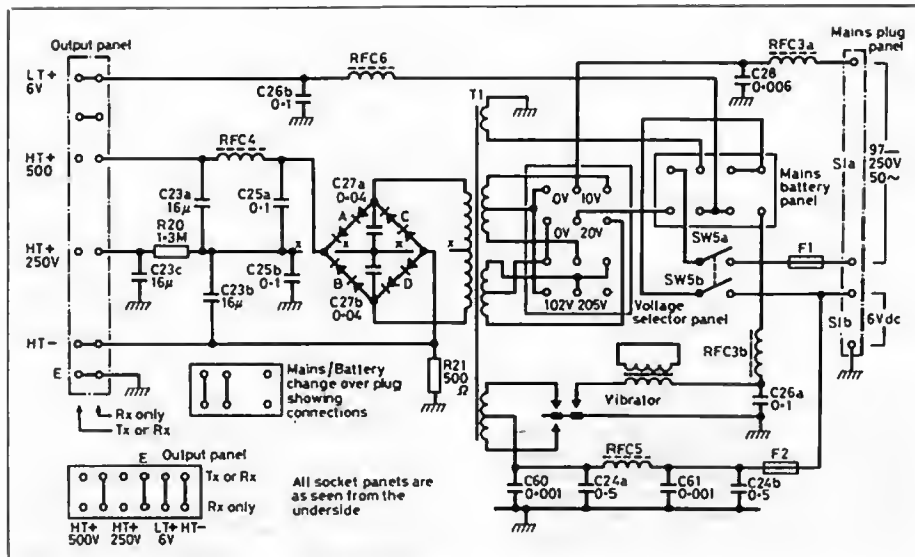 Output panel
LT+
6V
RFC6
C26b
0·1
HT+
500
RFC4
C23a
16μ
C25a
0·1
R20
1·3M
HT+
250V
C23c
16μ
C23b
16μ
C25b
0·1
x
C27a
0·04
A
C
x
x
B
D
C27b
0·04
x
HT-
E
Rx only
Tx or Rx
Mains/Battery
change over plug
showing
connections
R21
500
Ω
T1
0V 10V
0V 20V
102V 205V
Voltage
selector panel
RFC3a
C28
0·006
Mains plug
panel
S1a
97—
250V
50~
Mains
battery
panel
SW5a
F1
SW5b
S1b
6Vdc
RFC3b
Vibrator
C26a
0·1
RFC5
F2
C60
0·001
C24a
0·5
C61
0·001
C24b
0·5
E Output panel
Tx or Rx
Rx only
HT+ HT+ LT+ HT-
500V 250V 6V
All socket panels are
as seen from the
underside